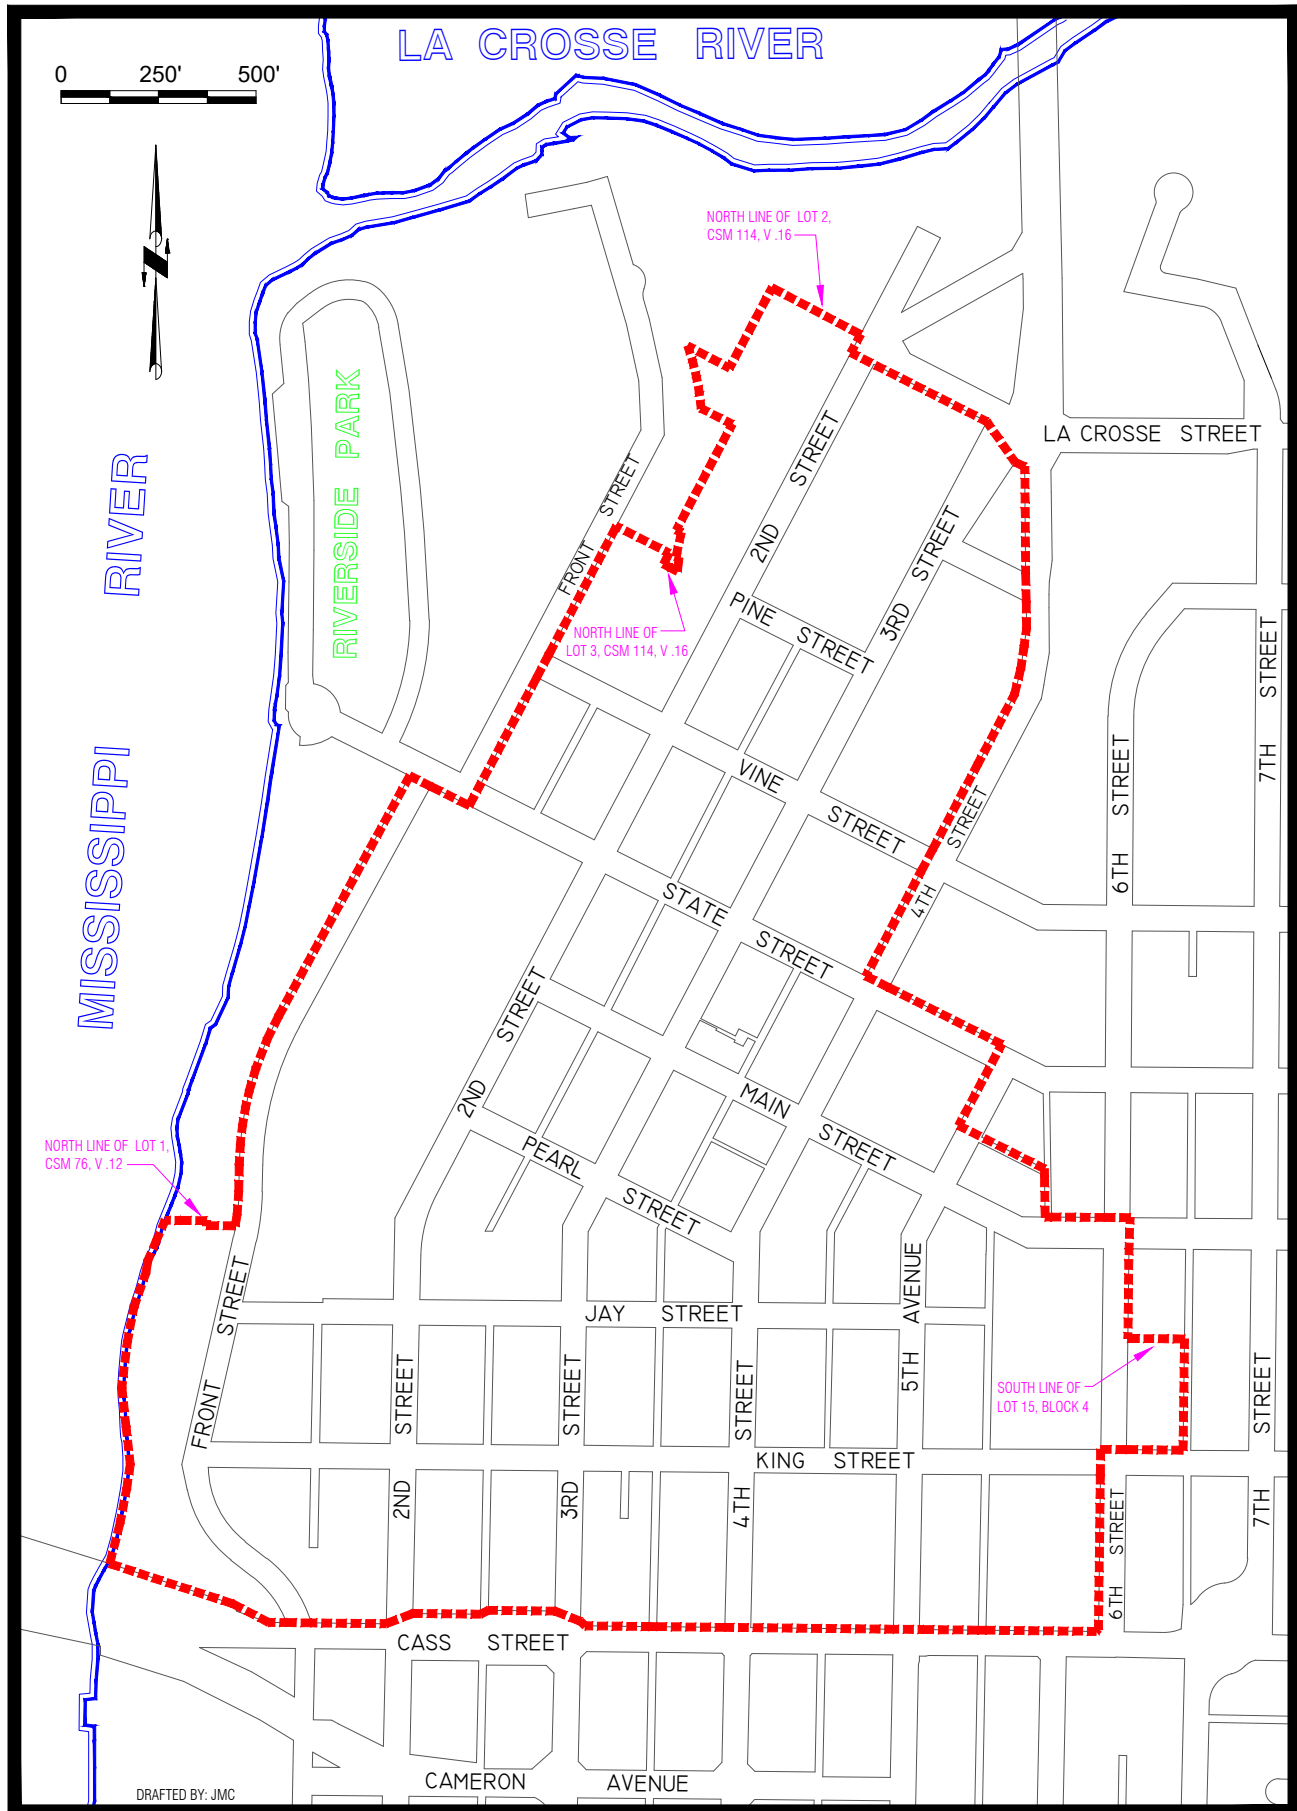 LA CROSSE RIVER
0 250' 500'
NORTH LINE OF LOT 2,
CSM 114, V .16
RIVERSIDE PARK
MISSISSIPPI RIVER
LA CROSSE STREET
FRONT STREET
2ND STREET
3RD STREET
PINE STREET
NORTH LINE OF
LOT 3, CSM 114, V .16
7TH STREET
6TH STREET
VINE STREET
4TH STREET
STATE STREET
2ND STREET
MAIN STREET
PEARL STREET
NORTH LINE OF LOT 1,
CSM 76, V .12
FRONT STREET
JAY STREET
5TH AVENUE
2ND STREET
3RD STREET
4TH STREET
SOUTH LINE OF
LOT 15, BLOCK 4
7TH STREET
KING STREET
6TH STREET
CASS STREET
CAMERON AVENUE
DRAFTED BY: JMC